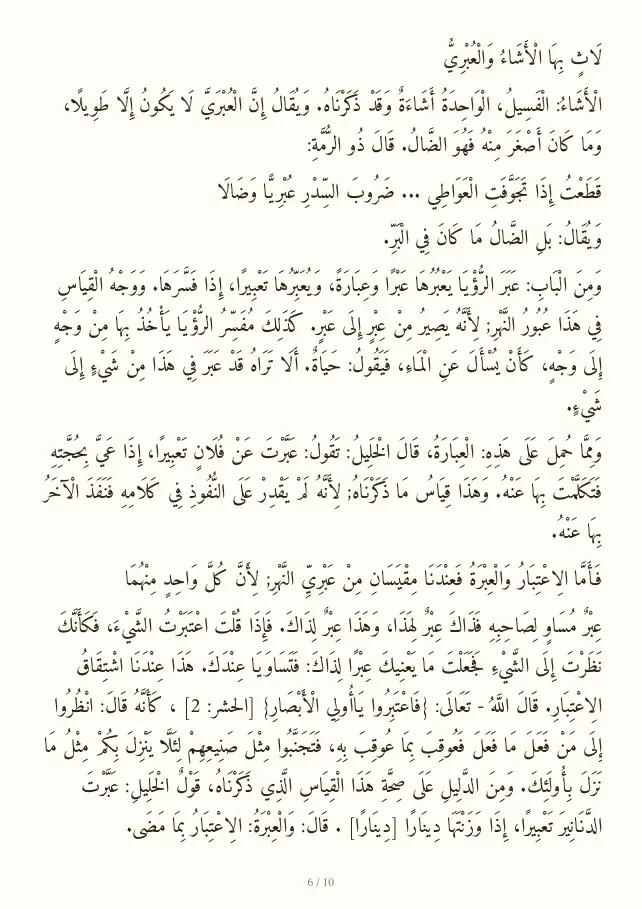 لَاثٍ بِهَا الْأَشَاءُ وَالْعُبْرِيُّ
الْأَشَاءُ: الْفَسِيلُ، الْوَاحِدَةُ أَشَاءَةٌ وَقَدْ ذَكَرْنَاهُ. وَيُقَالُ إِنَّ الْعُبْرَيَّ لَا يَكُونُ إِلَّا طَوِيلًا،
وَمَا كَانَ أَصْغَرَ مِنْهُ فَهُوَ الضَّالُ. قَالَ ذُو الرُّمَّةِ:
قَطَعْتُ إِذَا تَجَوَّفَتِ الْعَوَاطِي ... ضَرُوبَ السِّدْرِ عُبْرِيًّا وَضَالَا
وَيُقَالُ: بَلِ الضَّالُ مَا كَانَ فِي الْبَرِّ.
وَمِنَ الْبَابِ: عَبَرَ الرُّؤْيَا يَعْبُرُهَا عَبْرًا وَعِبَارَةً، وَيُعَبِّرُهَا تَعْبِيرًا، إِذَا فَسَّرَهَا. وَوَجْهُ الْقِيَاسِ
فِي هَذَا عُبُورُ النَّهْرِ; لِأَنَّهُ يَصِيرُ مِنْ عِبْرٍ إِلَى عَبْرٍ. كَذَلِكَ مُفَسِّرُ الرُّؤْيَا يَأْخُذُ بِهَا مِنْ وَجْهٍ
إِلَى وَجْهٍ، كَأَنْ يُسْأَلَ عَنِ الْمَاءِ، فَيَقُولُ: حَيَاةٌ. أَلَا تَرَاهُ قَدْ عَبَرَ فِي هَذَا مِنْ شَيْءٍ إِلَى
شَيْءٍ.
وَمِمَّا حُمِلَ عَلَى هَذِهِ: الْعِبَارَةُ، قَالَ الْخَلِيلُ: تَقُولُ: عَبَّرْتَ عَنْ فُلَانٍ تَعْبِيرًا، إِذَا عَيَّ بِحُجَّتِهِ
فَتَكَلَّمْتَ بِهَا عَنْهُ. وَهَذَا قِيَاسُ مَا ذَكَرْنَاهُ; لِأَنَّهُ لَمْ يَقْدِرْ عَلَى النُّفُوذِ فِي كَلَامِهِ فَنَفَذَ الْآخَرُ
بِهَا عَنْهُ.
فَأَمَّا الِاعْتِبَارُ وَالْعِبْرَةُ فَعِنْدَنَا مِقْيَسَانِ مِنْ عَبْرِيِّ النَّهْرِ; لِأَنَّ كُلَّ وَاحِدٍ مِنْهُمَا
عِبْرٌ مُسَاوٍ لِصَاحِبِهِ فَذَاكَ عِبْرٌ لِهَذَا، وَهَذَا عِبْرٌ لِذَاكَ. فَإِذَا قُلْتَ اعْتَبَرْتُ الشَّيْءَ، فَكَأَنَّكَ
نَظَرْتَ إِلَى الشَّيْءِ فَجَعَلْتَ مَا يَعْنِيكَ عِبْرًا لِذَاكَ: فَتَسَاوَيَا عِنْدَكَ. هَذَا عِنْدَنَا اشْتِقَاقُ
الِاعْتِبَارِ. قَالَ اللَّهُ - تَعَالَى: {فَاعْتَبِرُوا يَاأُولِي الْأَبْصَارِ} [الحشر: 2] ، كَأَنَّهُ قَالَ: انْظُرُوا
إِلَى مَنْ فَعَلَ مَا فَعَلَ فَعُوقِبَ بِمَا عُوقِبَ بِهِ، فَتَجَنَّبُوا مِثْلَ صَنِيعِهِمْ لِئَلَّا يَنْزِلَ بِكُمْ مِثْلُ مَا
نَزَلَ بِأُولَئِكَ. وَمِنَ الدَّلِيلِ عَلَى صِحَّةِ هَذَا الْقِيَاسِ الَّذِي ذَكَرْنَاهُ، قَوْلُ الْخَلِيلِ: عَبَّرْتَ
الدَّنَانِيرَ تَعْبِيرًا، إِذَا وَزَنْتَهَا دِينَارًا [دِينَارًا] . قَالَ: وَالْعِبْرَةُ: الِاعْتِبَارُ بِمَا مَضَى.
6 / 10